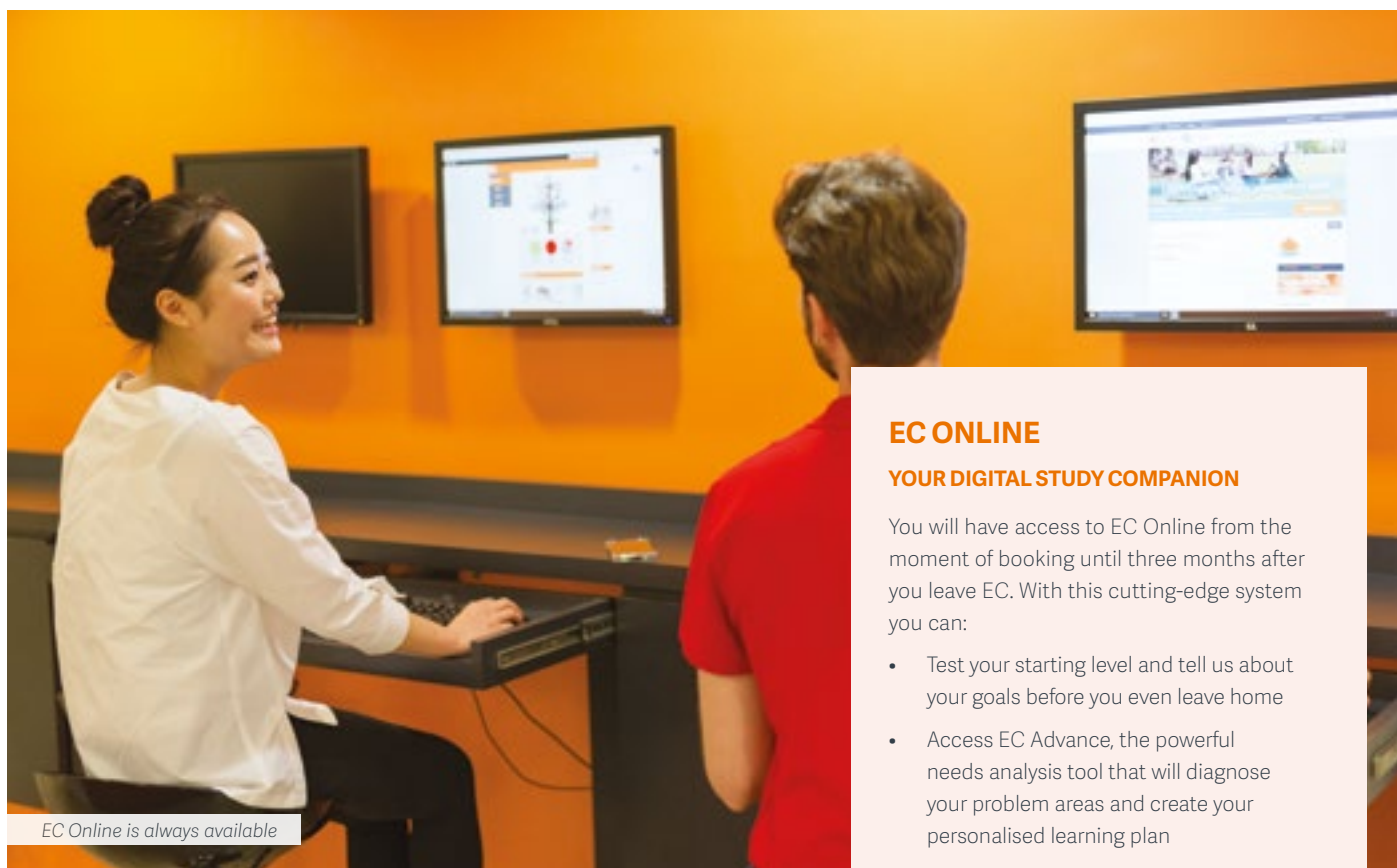 EC ONLINE
YOUR DIGITAL STUDY COMPANION
You will have access to EC Online from the
moment of booking until three months after
you leave EC. With this cutting-edge system
you can:
• Test your starting level and tell us about
your goals before you even leave home
• Access EC Advance, the powerful
needs analysis tool that will diagnose
your problem areas and create your
personalised learning plan
EC Online is always available